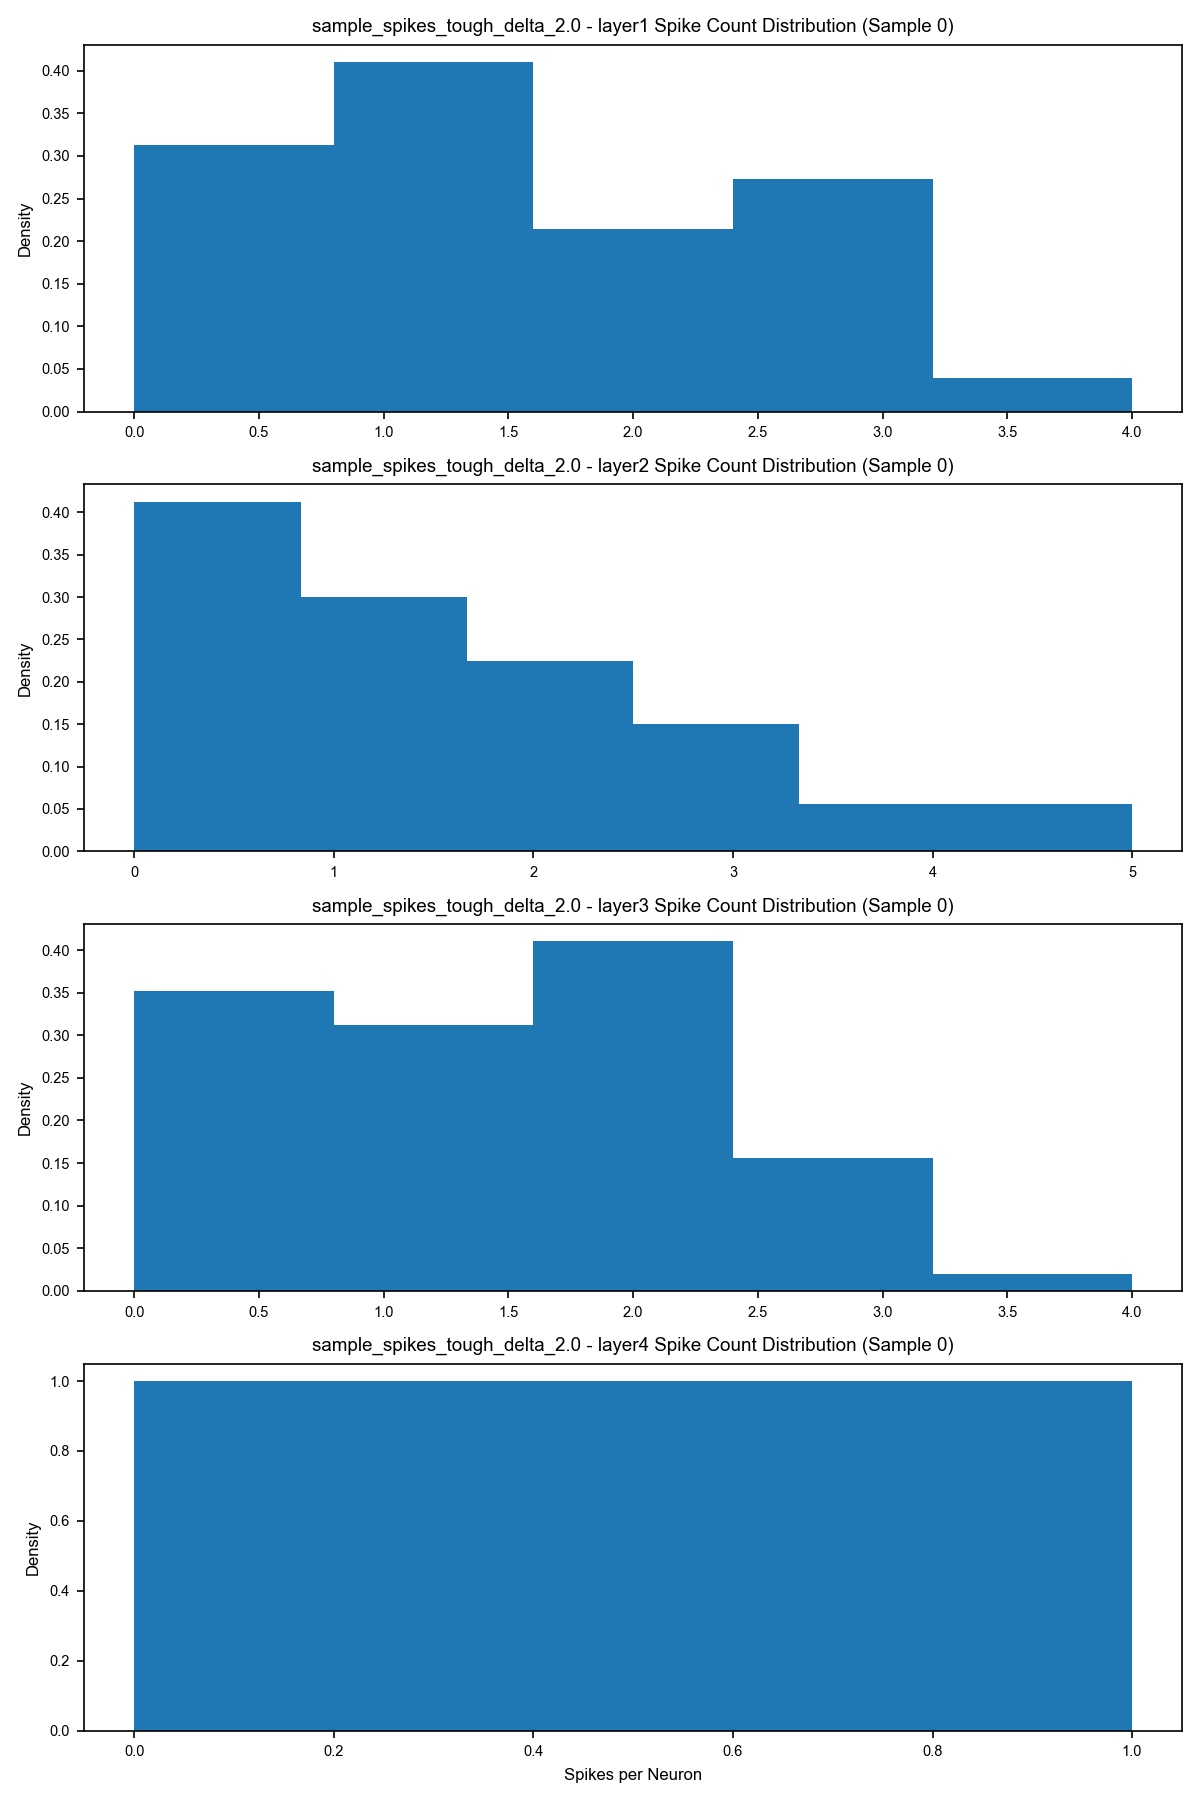 sample_spikes_tough_delta_2.0 - layer1 Spike Count Distribution (Sample 0)
0.40
0.35
0.30
0.25
0.20
0.15
0.10
0.05
0.00
Density
0.0 0.5 1.0 1.5 2.0 2.5 3.0 3.5 4.0
sample_spikes_tough_delta_2.0 - layer2 Spike Count Distribution (Sample 0)
0.40
0.35
0.30
0.25
0.20
0.15
0.10
0.05
0.00
Density
0 1 2 3 4 5
sample_spikes_tough_delta_2.0 - layer3 Spike Count Distribution (Sample 0)
0.40
0.35
0.30
0.25
0.20
0.15
0.10
0.05
0.00
Density
0.0 0.5 1.0 1.5 2.0 2.5 3.0 3.5 4.0
sample_spikes_tough_delta_2.0 - layer4 Spike Count Distribution (Sample 0)
1.0
0.8
0.6
0.4
0.2
0.0
Density
0.0 0.2 0.4 0.6 0.8 1.0
Spikes per Neuron